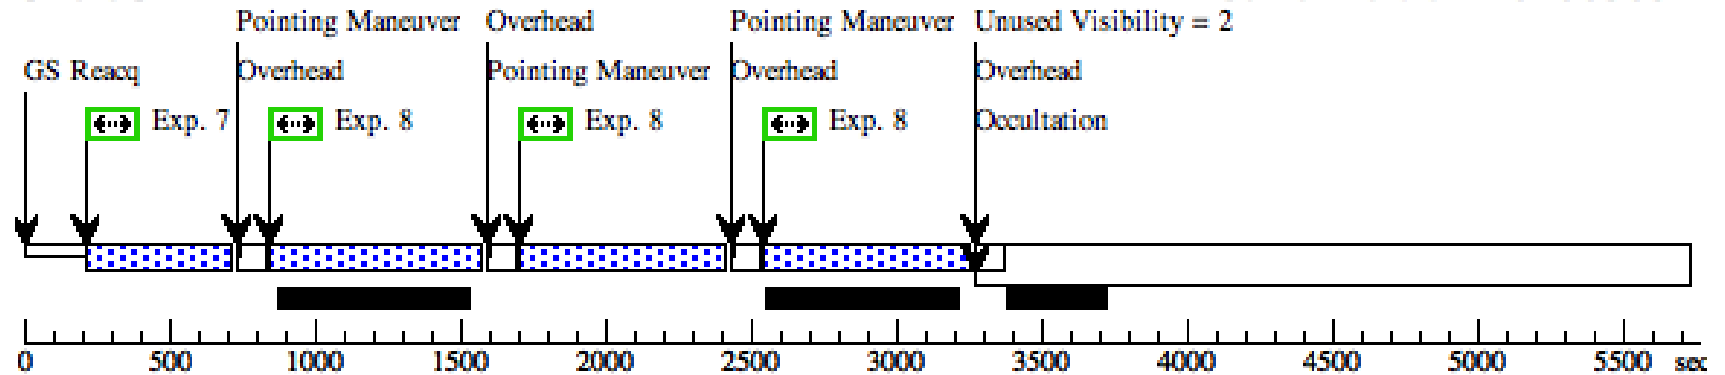 Pointing Maneuver Overhead Pointing Maneuver Unused Visibility = 2
GS Reacq Overhead Pointing Maneuver Overhead Overhead
Exp. 7 Exp. 8 Exp. 8 Exp. 8 Occultation
0 500 1000 1500 2000 2500 3000 3500 4000 4500 5000 5500 sec